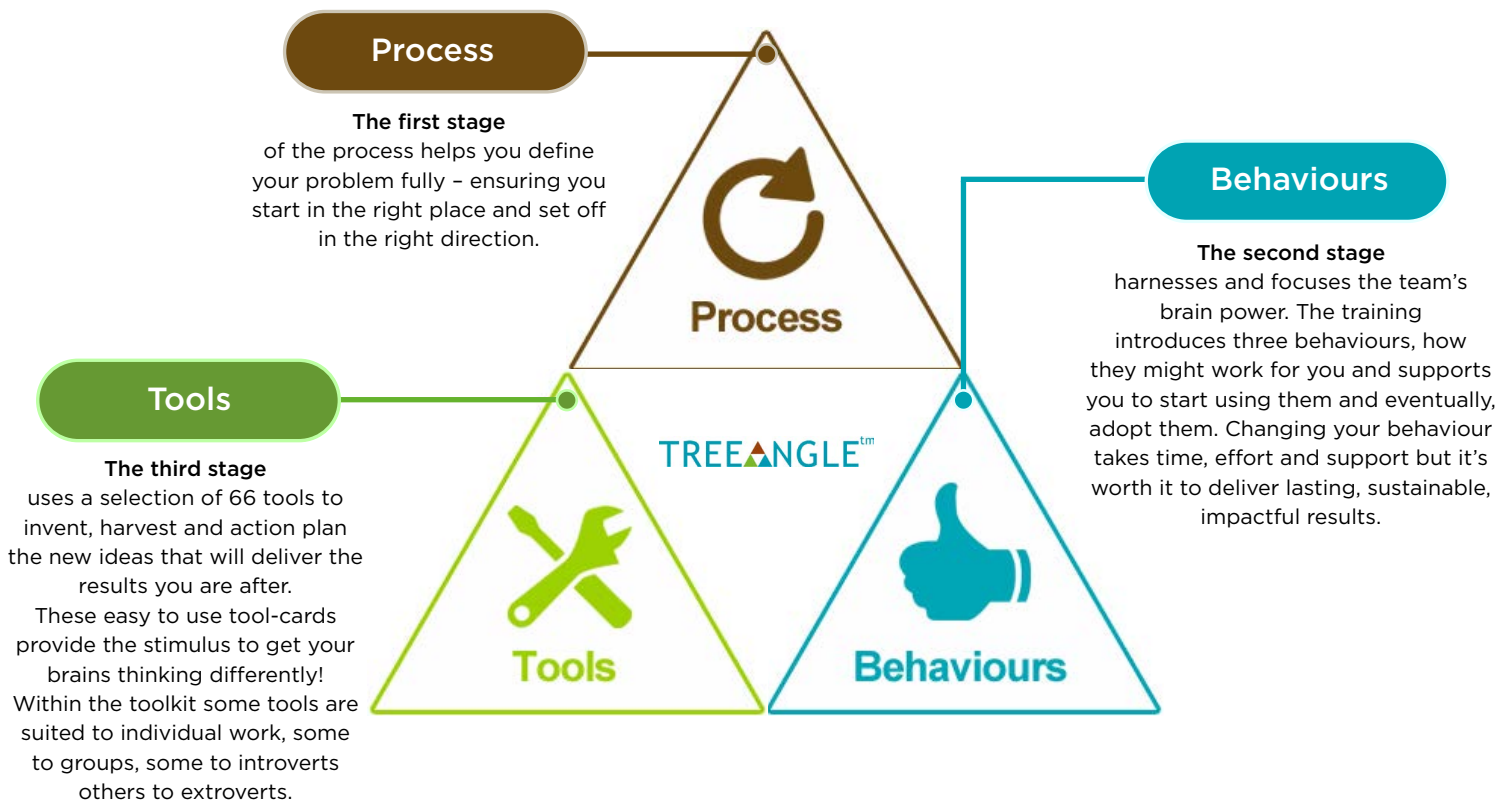 Process
The first stage
of the process helps you define
your problem fully – ensuring you
start in the right place and set off
in the right direction.
Process
Behaviours
The second stage
harnesses and focuses the team’s
brain power. The training
introduces three behaviours, how
they might work for you and supports
you to start using them and eventually,
adopt them. Changing your behaviour
takes time, effort and support but it’s
worth it to deliver lasting, sustainable,
impactful results.
Tools
The third stage
uses a selection of 66 tools to
invent, harvest and action plan
the new ideas that will deliver the
results you are after.
These easy to use tool-cards
provide the stimulus to get your
brains thinking differently!
Within the toolkit some tools are
suited to individual work, some
to groups, some to introverts
others to extroverts.
TREEANGLE™
Tools
Behaviours